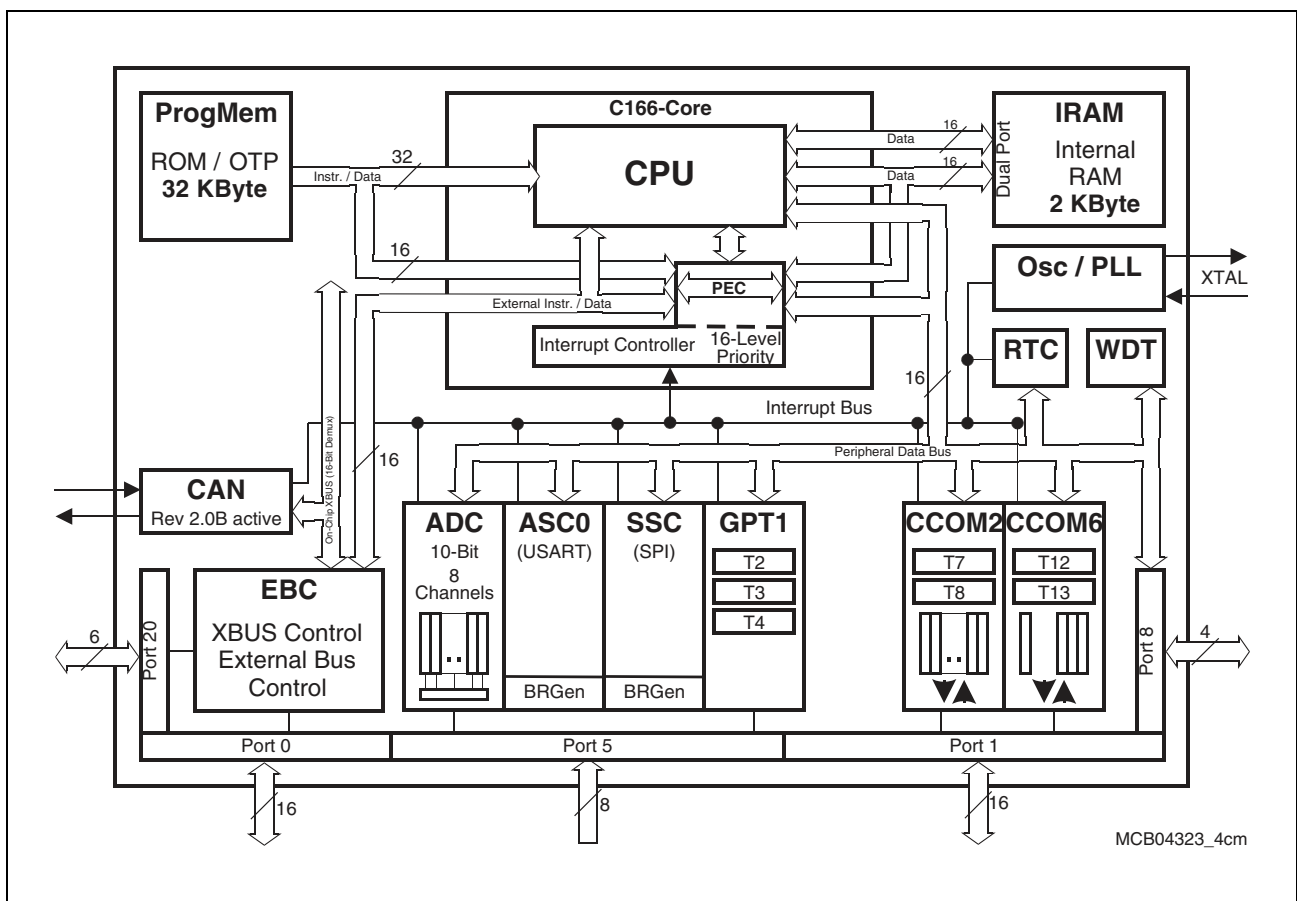 C166-Core
ProgMem
ROM / OTP
32 KByte
32
Instr. / Data
CPU
16
Data
16
Data
Dual Port
IRAM
Internal
RAM
2 KByte
16
PEC
External Instr. / Data
Interrupt Controller
16-Level
Priority
Osc / PLL
XTAL
RTC
WDT
16
Interrupt Bus
Peripheral Data Bus
On-Chip XBUS (16-Bit Demux)
16
CAN
Rev 2.0B active
EBC
XBUS Control
External Bus
Control
ADC
10-Bit
8
Channels
ASC0
(USART)
BRGen
SSC
(SPI)
BRGen
GPT1
T2
T3
T4
CCOM2
T7
T8
CCOM6
T12
T13
6
Port 20
Port 8
4
Port 0
Port 5
Port 1
16
8
16
MCB04323_4cm